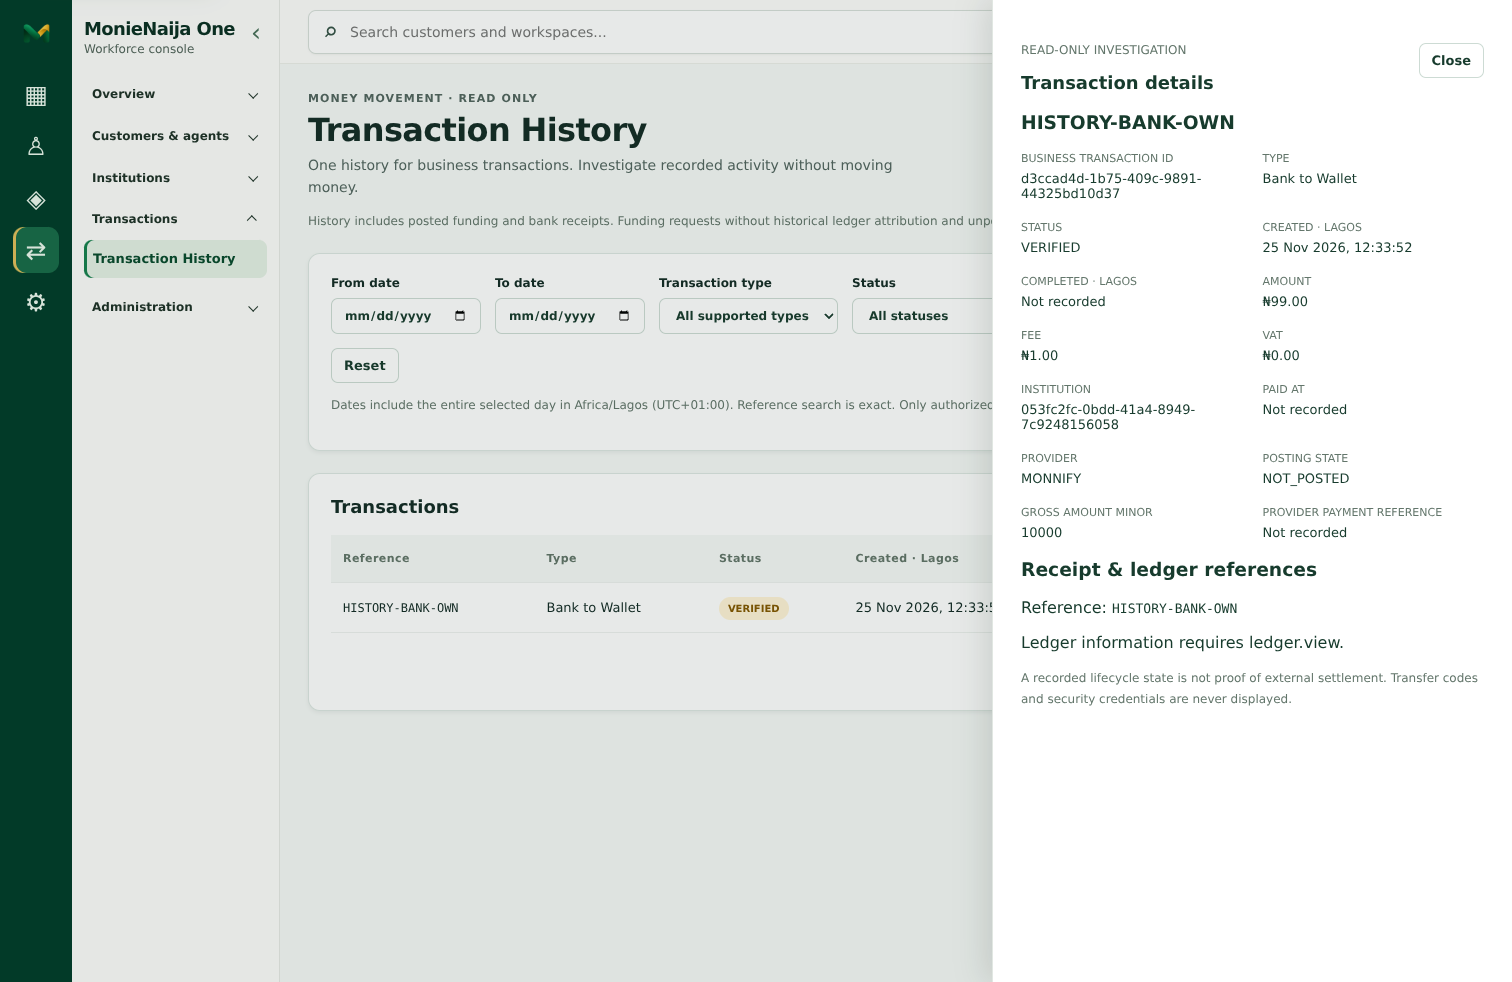 MonieNaija One
Workforce console
Overview
Customers & agents
Institutions
Transactions
Transaction History
Administration
Search customers and workspaces...
MONEY MOVEMENT · READ ONLY
Transaction History
One history for business transactions. Investigate recorded activity without moving
money.
History includes posted funding and bank receipts. Funding requests without historical ledger attribution and
From date
To date
Transaction type
Status
mm/dd/yyyy
mm/dd/yyyy
All supported types
All statuses
Reset
Dates include the entire selected day in Africa/Lagos (UTC+01:00). Reference search is exact. Only authorized
Transactions
Reference Type Status Created · Lagos
HISTORY-BANK-OWN Bank to Wallet VERIFIED 25 Nov 2026, 12:33:5
READ-ONLY INVESTIGATION
Close
Transaction details
HISTORY-BANK-OWN
BUSINESS TRANSACTION ID
d3ccad4d-1b75-409c-9891-
44325bd10d37
TYPE
Bank to Wallet
STATUS
VERIFIED
CREATED · LAGOS
25 Nov 2026, 12:33:52
COMPLETED · LAGOS
Not recorded
AMOUNT
₦99.00
FEE
₦1.00
VAT
₦0.00
INSTITUTION
053fc2fc-0bdd-41a4-8949-
7c9248156058
PAID AT
Not recorded
PROVIDER
MONNIFY
POSTING STATE
NOT_POSTED
GROSS AMOUNT MINOR
10000
PROVIDER PAYMENT REFERENCE
Not recorded
Receipt & ledger references
Reference: HISTORY-BANK-OWN
Ledger information requires ledger.view.
A recorded lifecycle state is not proof of external settlement. Transfer codes
and security credentials are never displayed.